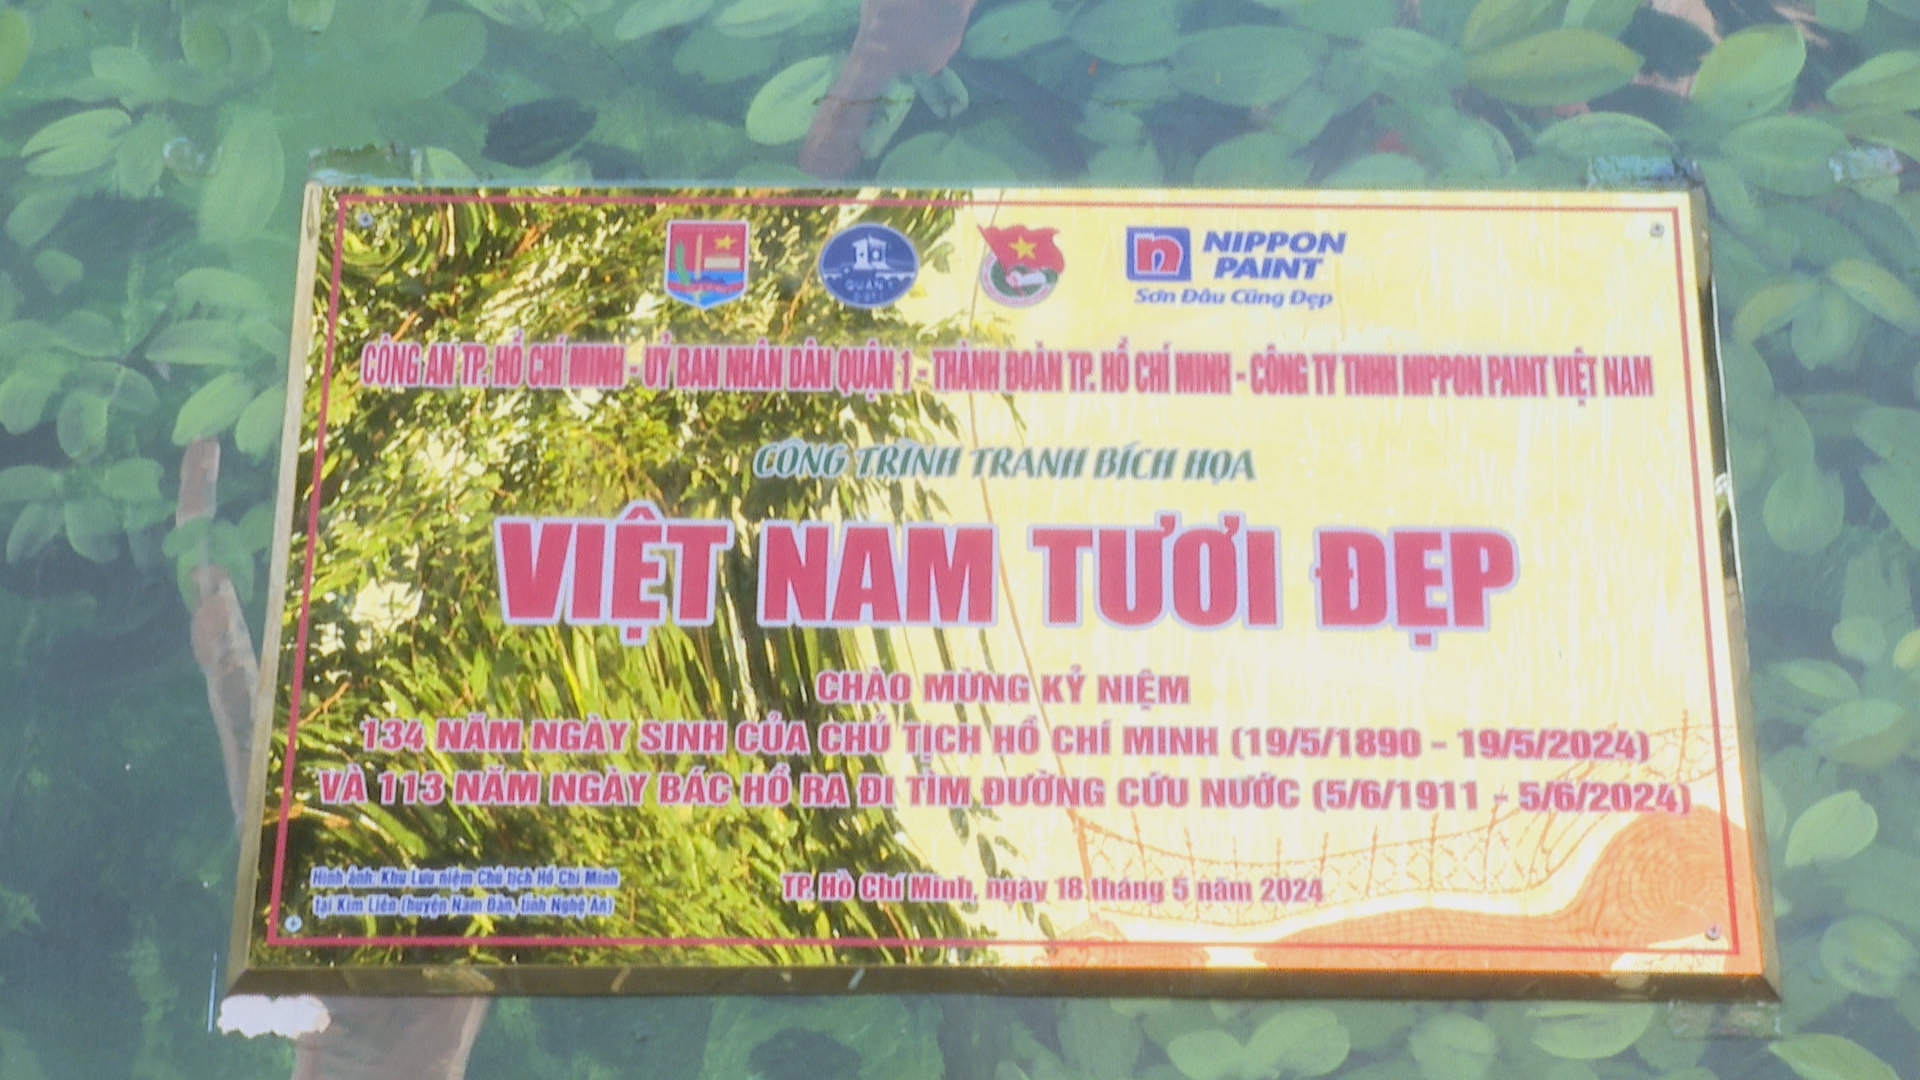 QUẬN 1
NIPPON
PAINT
Sơn Đâu Cũng Đẹp
CÔNG AN TP. HỒ CHÍ MINH - UỶ BAN NHÂN DÂN QUẬN 1 - THÀNH ĐOÀN TP. HỒ CHÍ MINH - CÔNG TY TNHH NIPPON PAINT VIỆT NAM
CÔNG TRÌNH TRANH BÍCH HỌA
VIỆT NAM TƯƠI ĐẸP
CHÀO MỪNG KỶ NIỆM
134 NĂM NGÀY SINH CỦA CHỦ TỊCH HỒ CHÍ MINH (19/5/1890 - 19/5/2024)
VÀ 113 NĂM NGÀY BÁC HỒ RA ĐI TÌM ĐƯỜNG CỨU NƯỚC (5/6/1911 - 5/6/2024)
Hình ảnh: Khu Lưu niệm Chủ tịch Hồ Chí Minh
tại Kim Liên (huyện Nam Đàn, tỉnh Nghệ An)
TP. Hồ Chí Minh, ngày 18 tháng 5 năm 2024